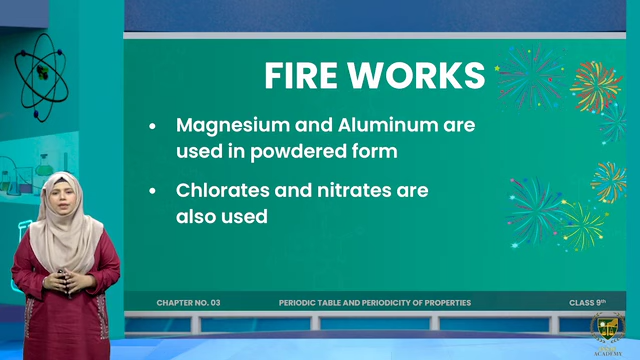 FIRE WORKS
• Magnesium and Aluminum are
used in powdered form
• Chlorates and nitrates are
also used
CHAPTER NO. 03 PERIODIC TABLE AND PERIODICITY OF PROPERTIES CLASS 9th
ACADEMY